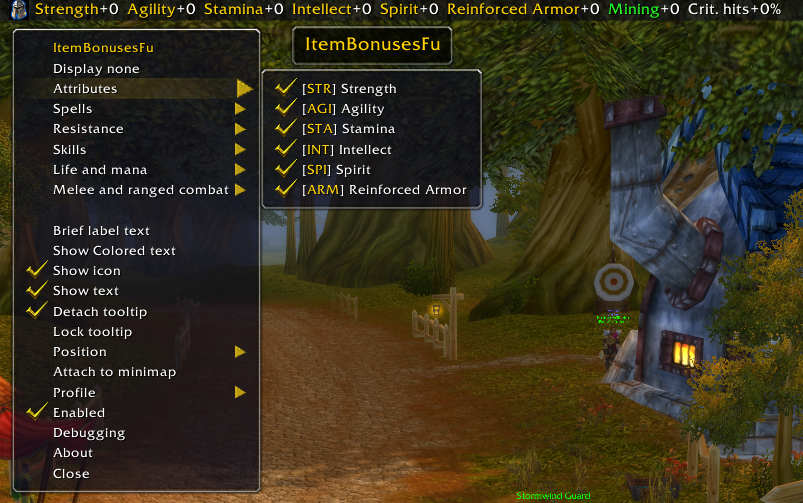 Strength+0 Agility+0 Stamina+0 Intellect+0 Spirit+0 Reinforced Armor+0 Mining+0 Crit. hits+0%
ItemBonusesFu
Display none
Attributes
Spells
Resistance
Skills
Life and mana
Melee and ranged combat
Brief label text
Show Colored text
Show icon
Show text
Detach tooltip
Lock tooltip
Position
Attach to minimap
Profile
Enabled
Debugging
About
Close
ItemBonusesFu
[STR] Strength
[AGI] Agility
[STA] Stamina
[INT] Intellect
[SPI] Spirit
[ARM] Reinforced Armor
Stormwind Guard